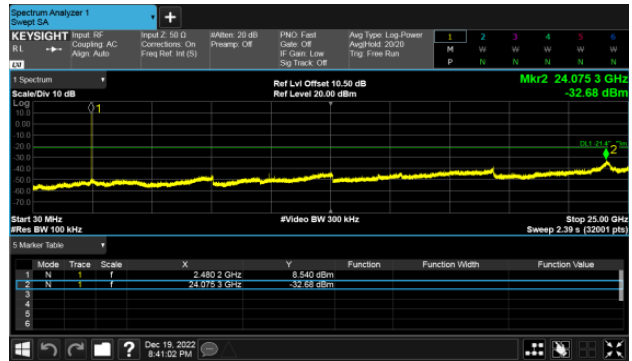 Spectrum Analyzer 1
Swept SA
KEYSIGHT Input: RF Input Z: 50 Ω #Atten: 20 dB PNO: Fast Avg Type: Log-Power 1 2 3 4 5 6
RL Coupling: AC Corrections: On Preamp: Off Gate: Off Avg|Hold: 20/20 M W W W W W
Align: Auto Freq Ref: Int (S) IF Gain: Low Trig: Free Run
LXI Sig Track: Off P N N N N N
1 Spectrum Ref Lvl Offset 10.50 dB Mkr2 24.075 3 GHz
Scale/Div 10 dB Ref Level 20.00 dBm -32.68 dBm
Log
10.0 1
0.00
-10.0
-20.0 DL1
-30.0 2
-40.0
-50.0
-60.0
-70.0
Start 30 MHz #Video BW 300 kHz Stop 25.00 GHz
#Res BW 100 kHz Sweep 2.39 s (32001 pts)
5 Marker Table
Mode Trace Scale X Y Function Function Width Function Value
1 N 1 f 2.480 2 GHz 8.540 dBm
2 N 1 f 24.075 3 GHz -32.68 dBm
3
4
5
6
? Dec 19, 2022
8:41:02 PM